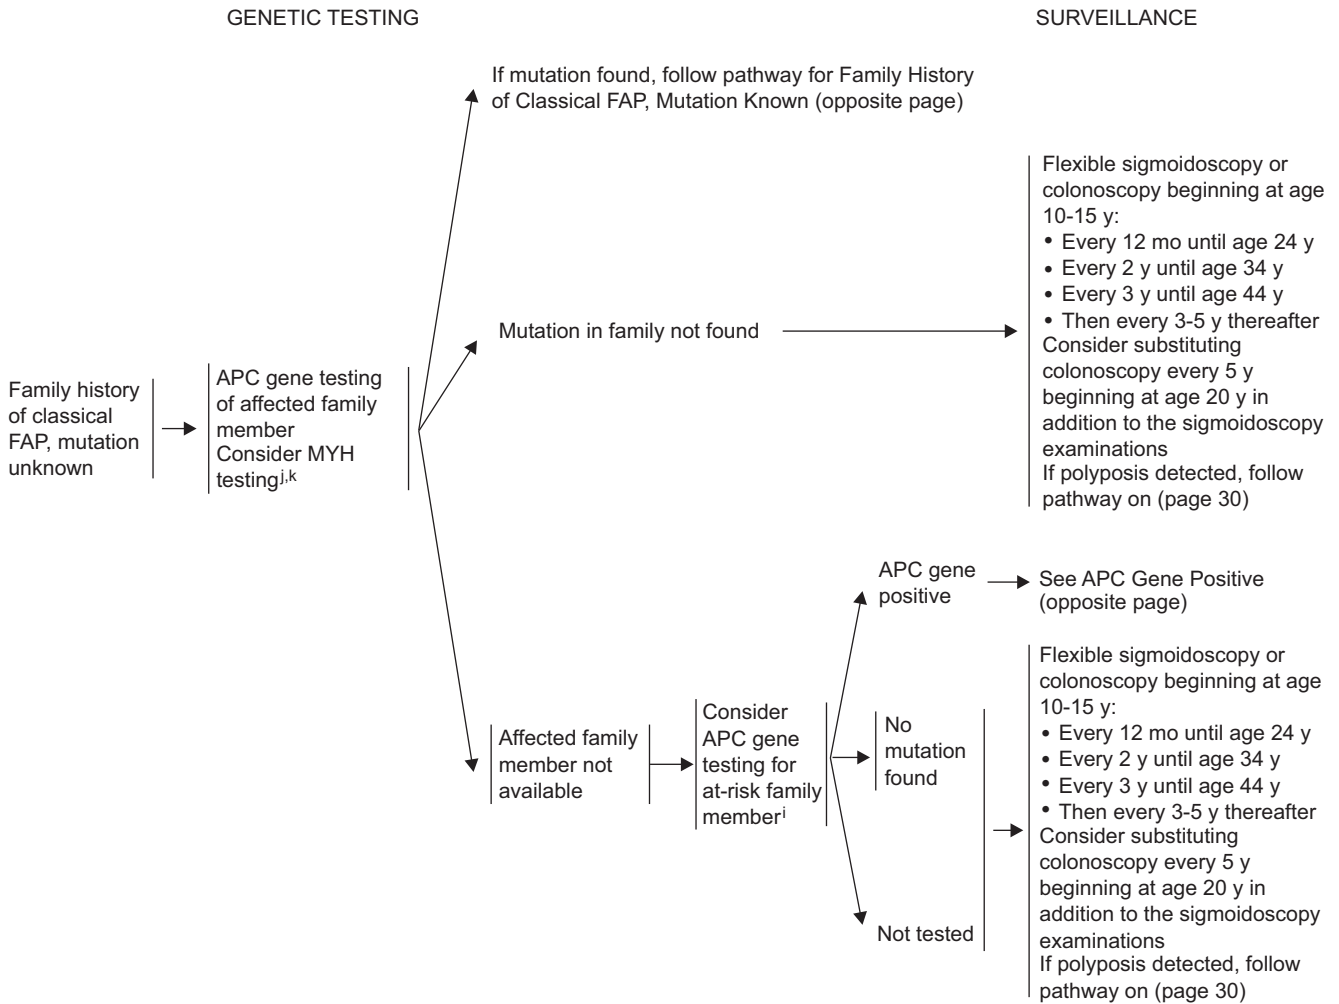 GENETIC TESTING
SURVEILLANCE
If mutation found, follow pathway for Family History
of Classical FAP, Mutation Known (opposite page)
Flexible sigmoidoscopy or
colonoscopy beginning at age
10-15 y:
• Every 12 mo until age 24 y
• Every 2 y until age 34 y
• Every 3 y until age 44 y
• Then every 3-5 y thereafter
Consider substituting
colonoscopy every 5 y
beginning at age 20 y in
addition to the sigmoidoscopy
examinations
If polyposis detected, follow
pathway on (page 30)
Mutation in family not found
Family history
of classical
FAP, mutation
unknown
APC gene testing
of affected family
member
Consider MYH
testingj,k
APC gene
positive
See APC Gene Positive
(opposite page)
Affected family
member not
available
Consider
APC gene
testing for
at-risk family
memberi
No
mutation
found
Not tested
Flexible sigmoidoscopy or
colonoscopy beginning at age
10-15 y:
• Every 12 mo until age 24 y
• Every 2 y until age 34 y
• Every 3 y until age 44 y
• Then every 3-5 y thereafter
Consider substituting
colonoscopy every 5 y
beginning at age 20 y in
addition to the sigmoidoscopy
examinations
If polyposis detected, follow
pathway on (page 30)